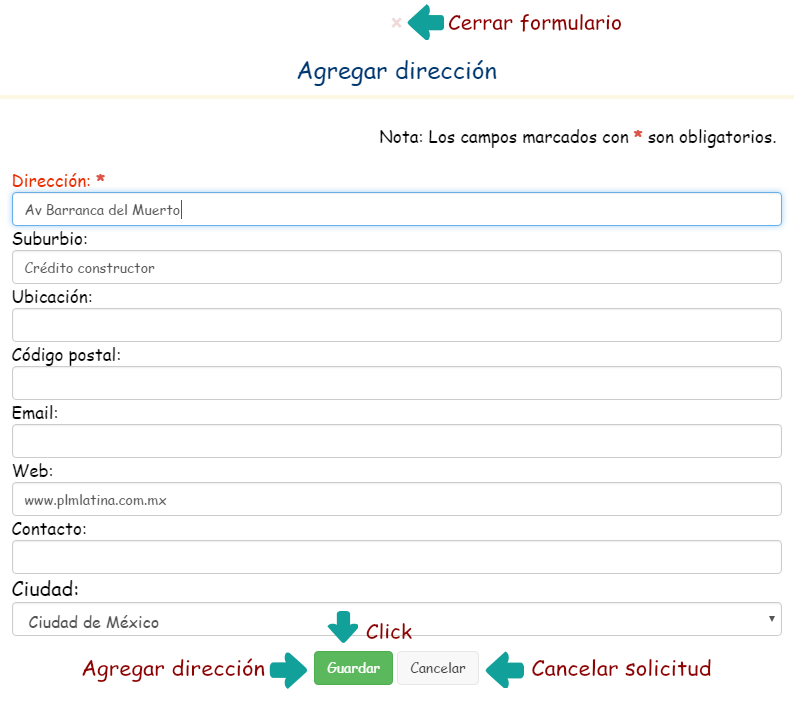 × Cerrar formulario
Agregar dirección
Nota: Los campos marcados con * son obligatorios.
Dirección: *
Av Barranca del Muerto
Suburbio:
Crédito constructor
Ubicación:
Código postal:
Email:
Web:
www.plmlatina.com.mx
Contacto:
Ciudad:
Ciudad de México
Click
Agregar dirección Guardar Cancelar Cancelar solicitud